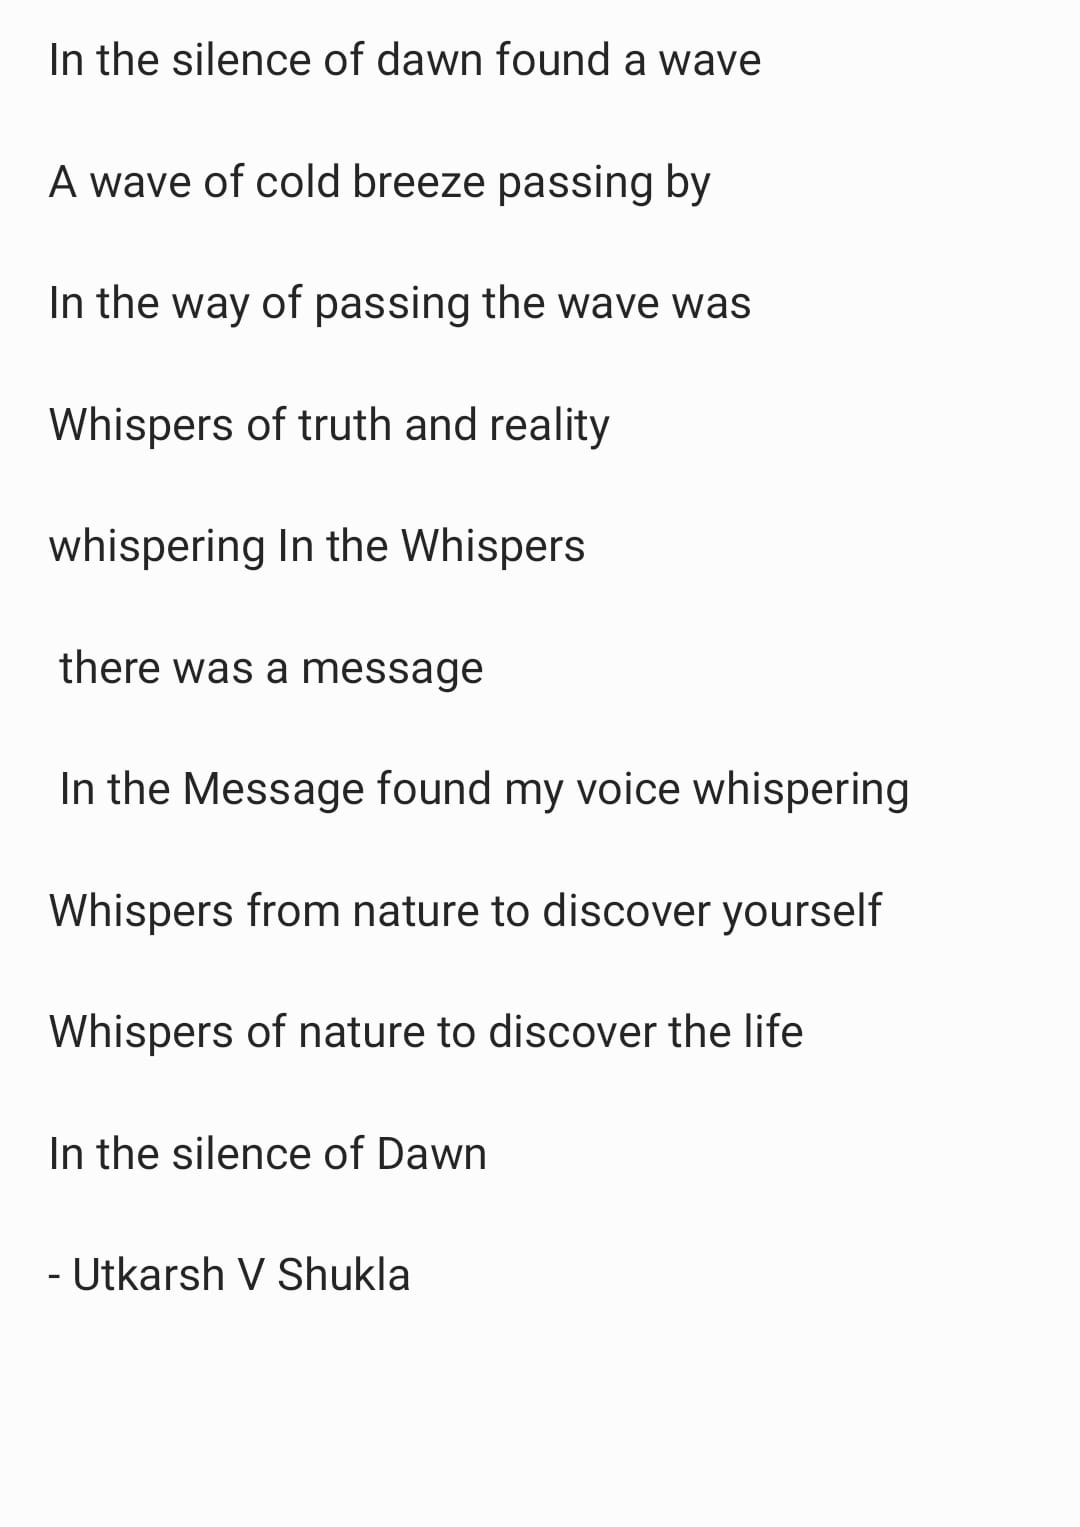 In the silence of dawn found a wave
A wave of cold breeze passing by
In the way of passing the wave was
Whispers of truth and reality
whispering In the Whispers
there was a message
In the Message found my voice whispering
Whispers from nature to discover yourself
Whispers of nature to discover the life
In the silence of Dawn
- Utkarsh V Shukla